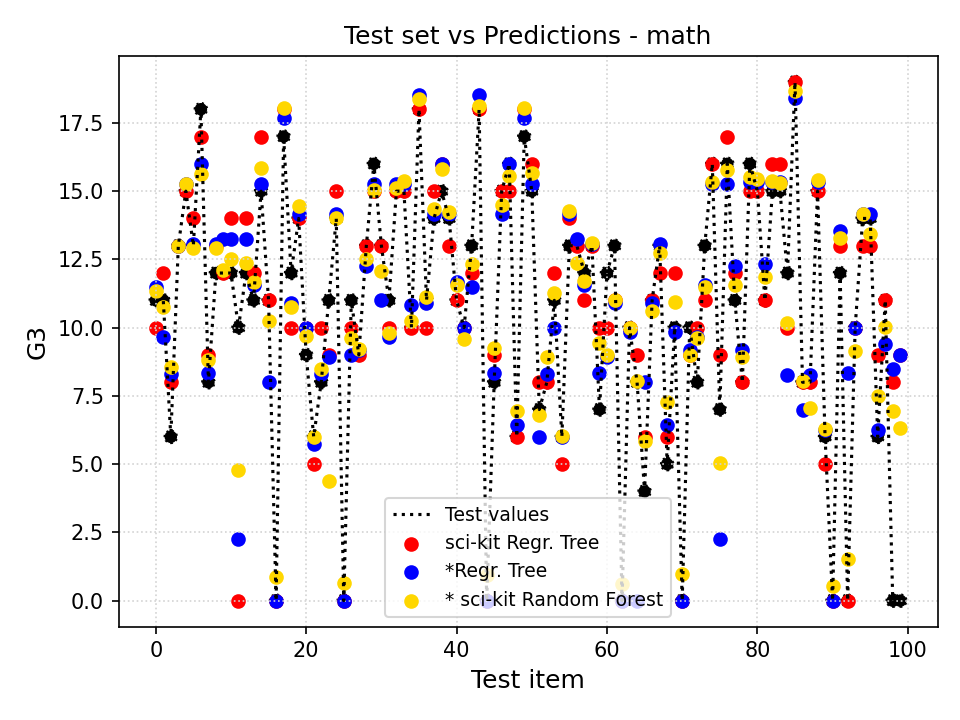 Test set vs Predictions - math
G3
17.5
15.0
12.5
10.0
7.5
5.0
2.5
0.0
Test values
sci-kit Regr. Tree
*Regr. Tree
* sci-kit Random Forest
0 20 40 60 80 100
Test item